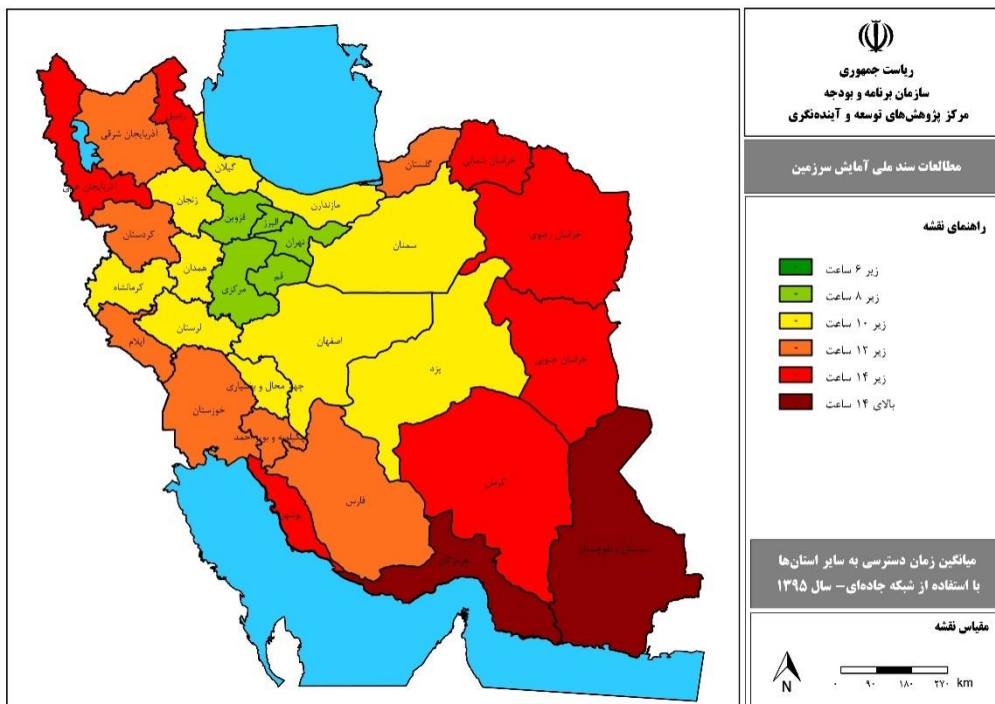 ریاست جمهوری
سازمان برنامه و بودجه
مرکز پژوهش‌های توسعه و آینده‌نگری
مطالعات سند ملی آمایش سرزمین
راهنمای نقشه
زیر ۶ ساعت
زیر ۸ ساعت
زیر ۱۰ ساعت
زیر ۱۲ ساعت
زیر ۱۴ ساعت
بالای ۱۴ ساعت
میانگین زمان دسترسی به سایر استان‌ها
با استفاده از شبکه جاده‌ای- سال ۱۳۹۵
مقیاس نقشه
N
۰ ۹۰ ۱۸۰ ۲۷۰ km
آذربایجان شرقی
اردبیل
آذربایجان غربی
گیلان
زنجان
قزوین
البرز
تهران
مازندران
گلستان
خراسان شمالی
خراسان رضوی
سمنان
کردستان
همدان
مرکزی
قم
کرمانشاه
لرستان
ایلام
اصفهان
یزد
خراسان جنوبی
چهار محال و بختیاری
خوزستان
کهگیلویه و بویراحمد
فارس
بوشهر
کرمان
هرمزگان
سیستان و بلوچستان